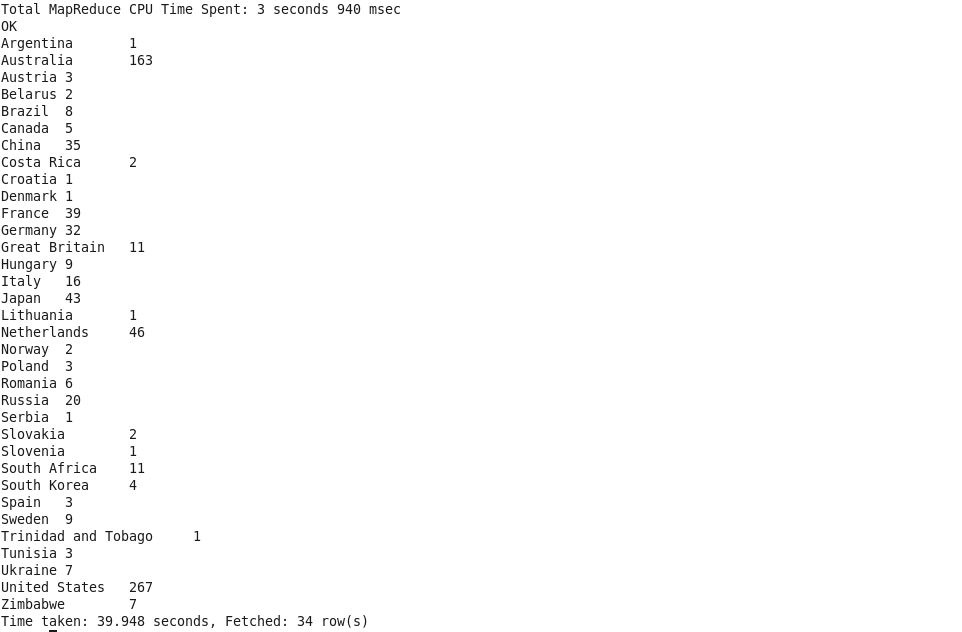 Total MapReduce CPU Time Spent: 3 seconds 940 msec
OK
Argentina	1
Australia	163
Austria	3
Belarus	2
Brazil	8
Canada	5
China	35
Costa Rica	2
Croatia	1
Denmark	1
France	39
Germany	32
Great Britain	11
Hungary	9
Italy	16
Japan	43
Lithuania	1
Netherlands	46
Norway	2
Poland	3
Romania	6
Russia	20
Serbia	1
Slovakia	2
Slovenia	1
South Africa	11
South Korea	4
Spain	3
Sweden	9
Trinidad and Tobago	1
Tunisia	3
Ukraine	7
United States	267
Zimbabwe	7
Time taken: 39.948 seconds, Fetched: 34 row(s)